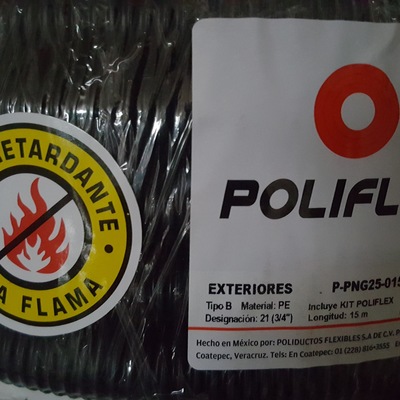 RETARDANTE
A FLAMA
POLIFL
EXTERIORES P-PNG25-015
Tipo B Material: PE Incluye KIT POLIFLEX
Designación: 21 (3/4") Longitud: 15 m
Hecho en México por: POLIDUCTOS FLEXIBLES S.A DE C.V.
Coatepec, Veracruz. Tels: En Coatepec: 01 (228) 816-3555